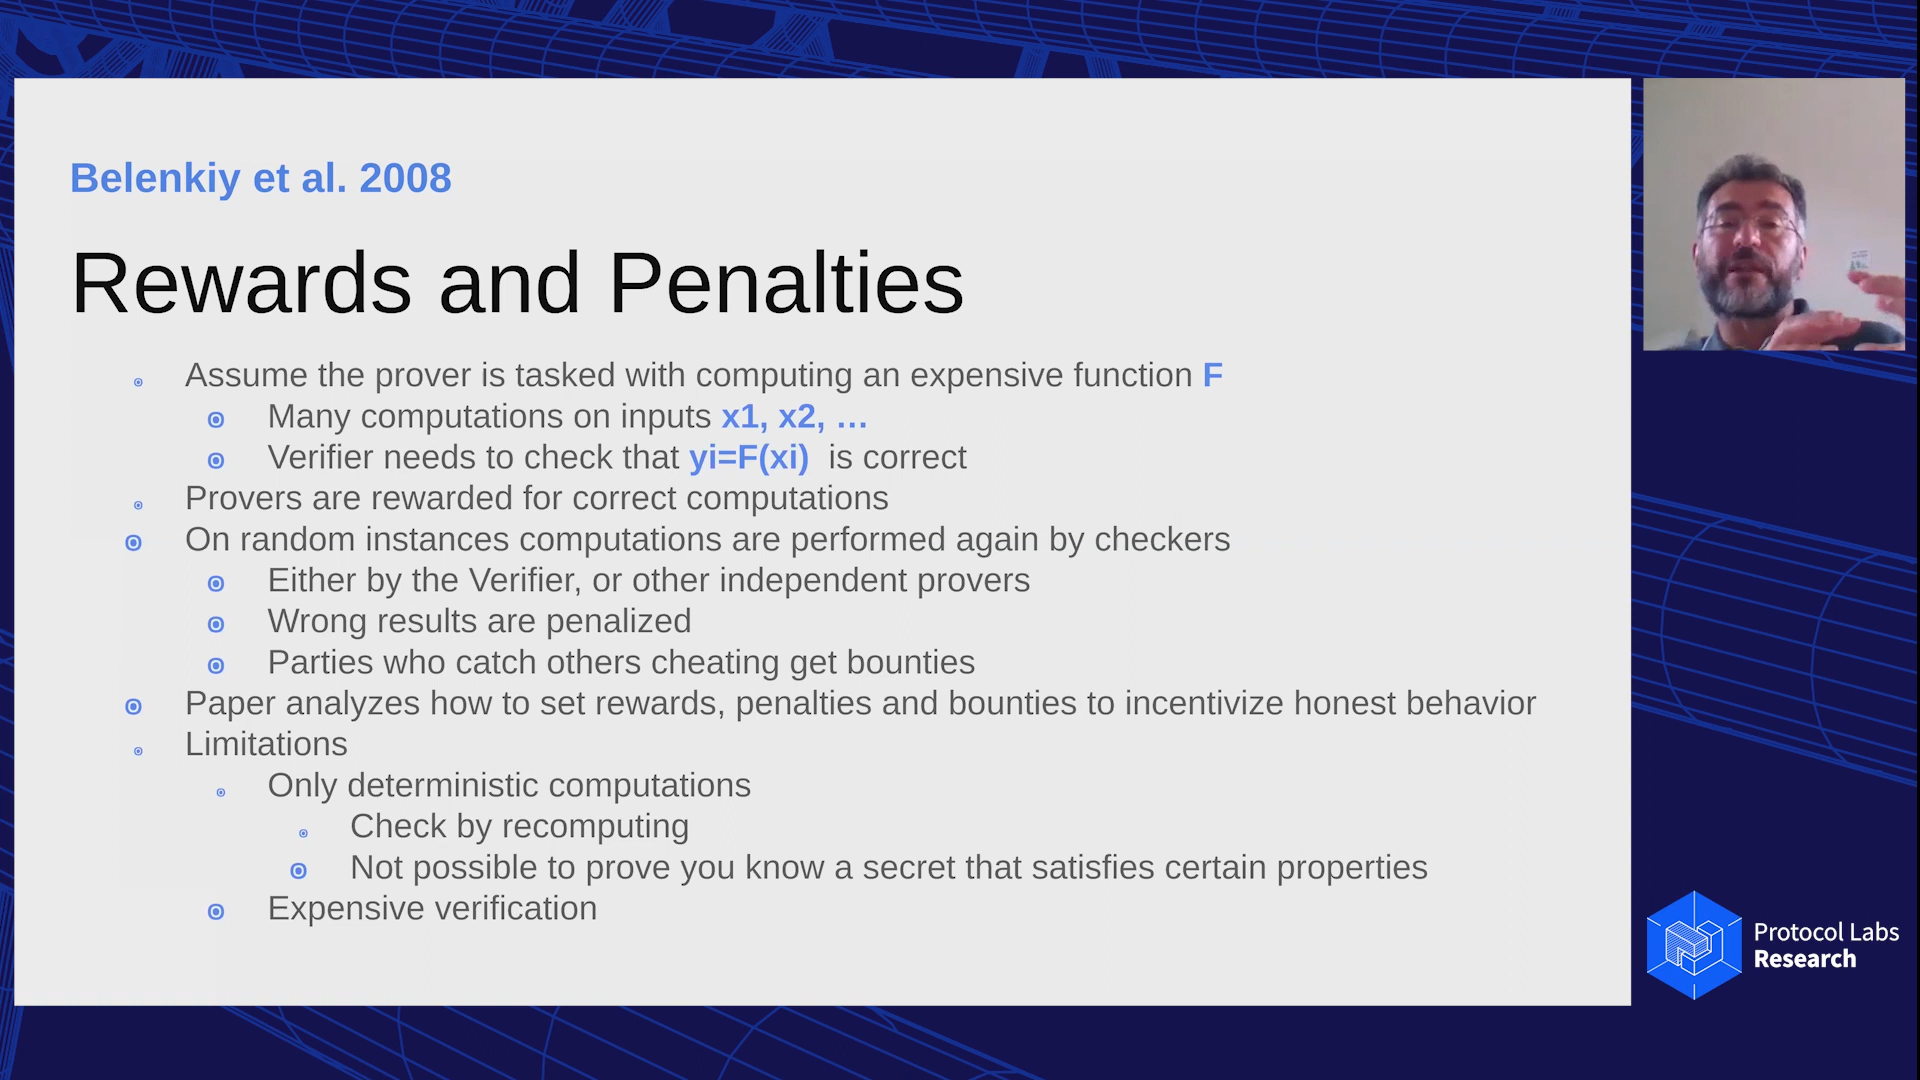 Belenkiy et al. 2008
Rewards and Penalties
Assume the prover is tasked with computing an expensive function F
Many computations on inputs x1, x2, …
Verifier needs to check that yi=F(xi) is correct
Provers are rewarded for correct computations
On random instances computations are performed again by checkers
Either by the Verifier, or other independent provers
Wrong results are penalized
Parties who catch others cheating get bounties
Paper analyzes how to set rewards, penalties and bounties to incentivize honest behavior
Limitations
Only deterministic computations
Check by recomputing
Not possible to prove you know a secret that satisfies certain properties
Expensive verification
Protocol Labs
Research